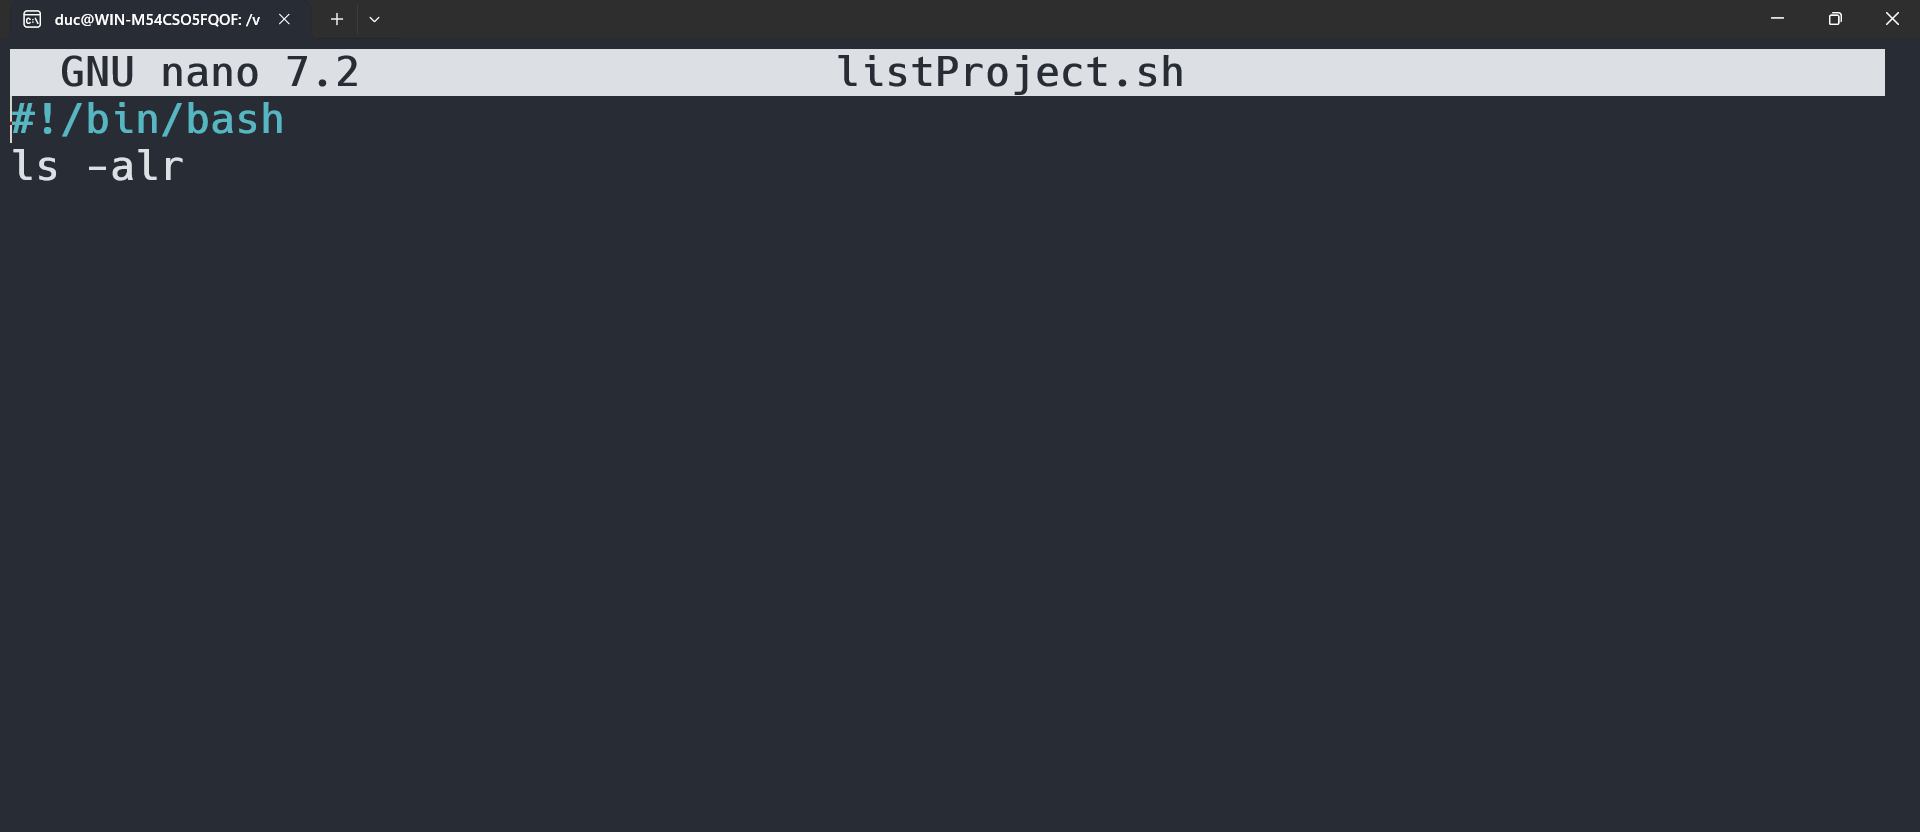 duc@WIN-M54CSO5FQOF: /v
GNU nano 7.2 listProject.sh
#!/bin/bash
ls -alr